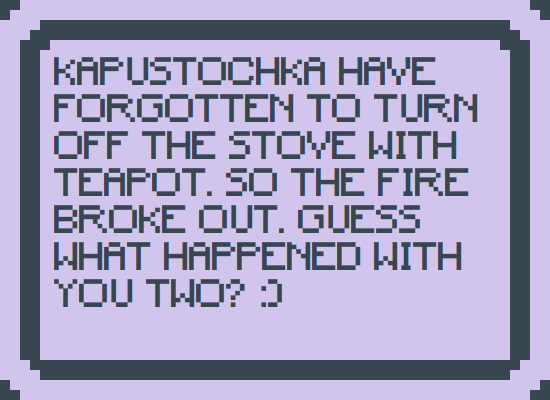 KAPUSTOCHKA HAVE
FORGOTTEN TO TURN
OFF THE STOVE WITH
TEAPOT. SO THE FIRE
BROKE OUT. GUESS
WHAT HAPPENED WITH
YOU TWO? :)